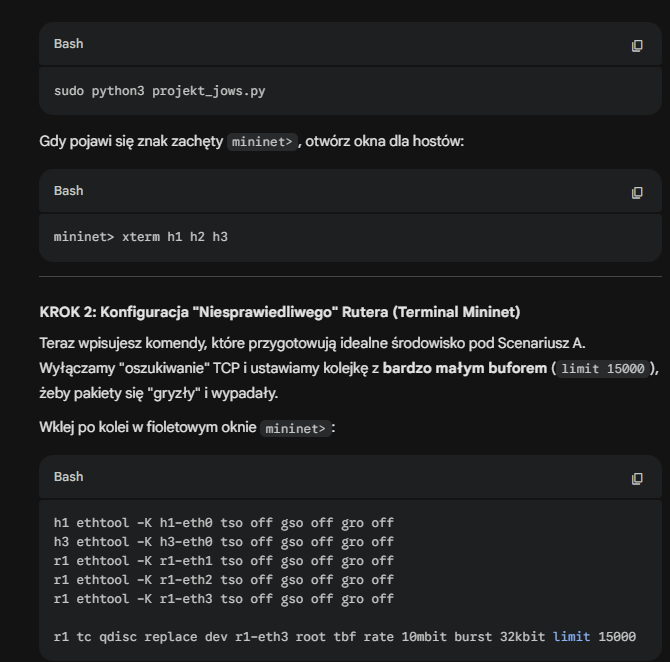 Bash
sudo python3 projekt_jows.py
Gdy pojawi się znak zachęty mininet>, otwórz okna dla hostów:
Bash
mininet> xterm h1 h2 h3
KROK 2: Konfiguracja "Niesprawiedliwego" Rutera (Terminal Mininet)
Teraz wpisujesz komendy, które przygotowują idealne środowisko pod Scenariusz A.
Wyłączamy "oszukiwanie" TCP i ustawiamy kolejkę z bardzo małym buforem (limit 15000),
żeby pakiety się "gryzły" i wypadały.
Wklej po kolei w fioletowym oknie mininet>:
Bash
h1 ethtool -K h1-eth0 tso off gso off gro off
h3 ethtool -K h3-eth0 tso off gso off gro off
r1 ethtool -K r1-eth1 tso off gso off gro off
r1 ethtool -K r1-eth2 tso off gso off gro off
r1 ethtool -K r1-eth3 tso off gso off gro off
r1 tc qdisc replace dev r1-eth3 root tbf rate 10mbit burst 32kbit limit 15000